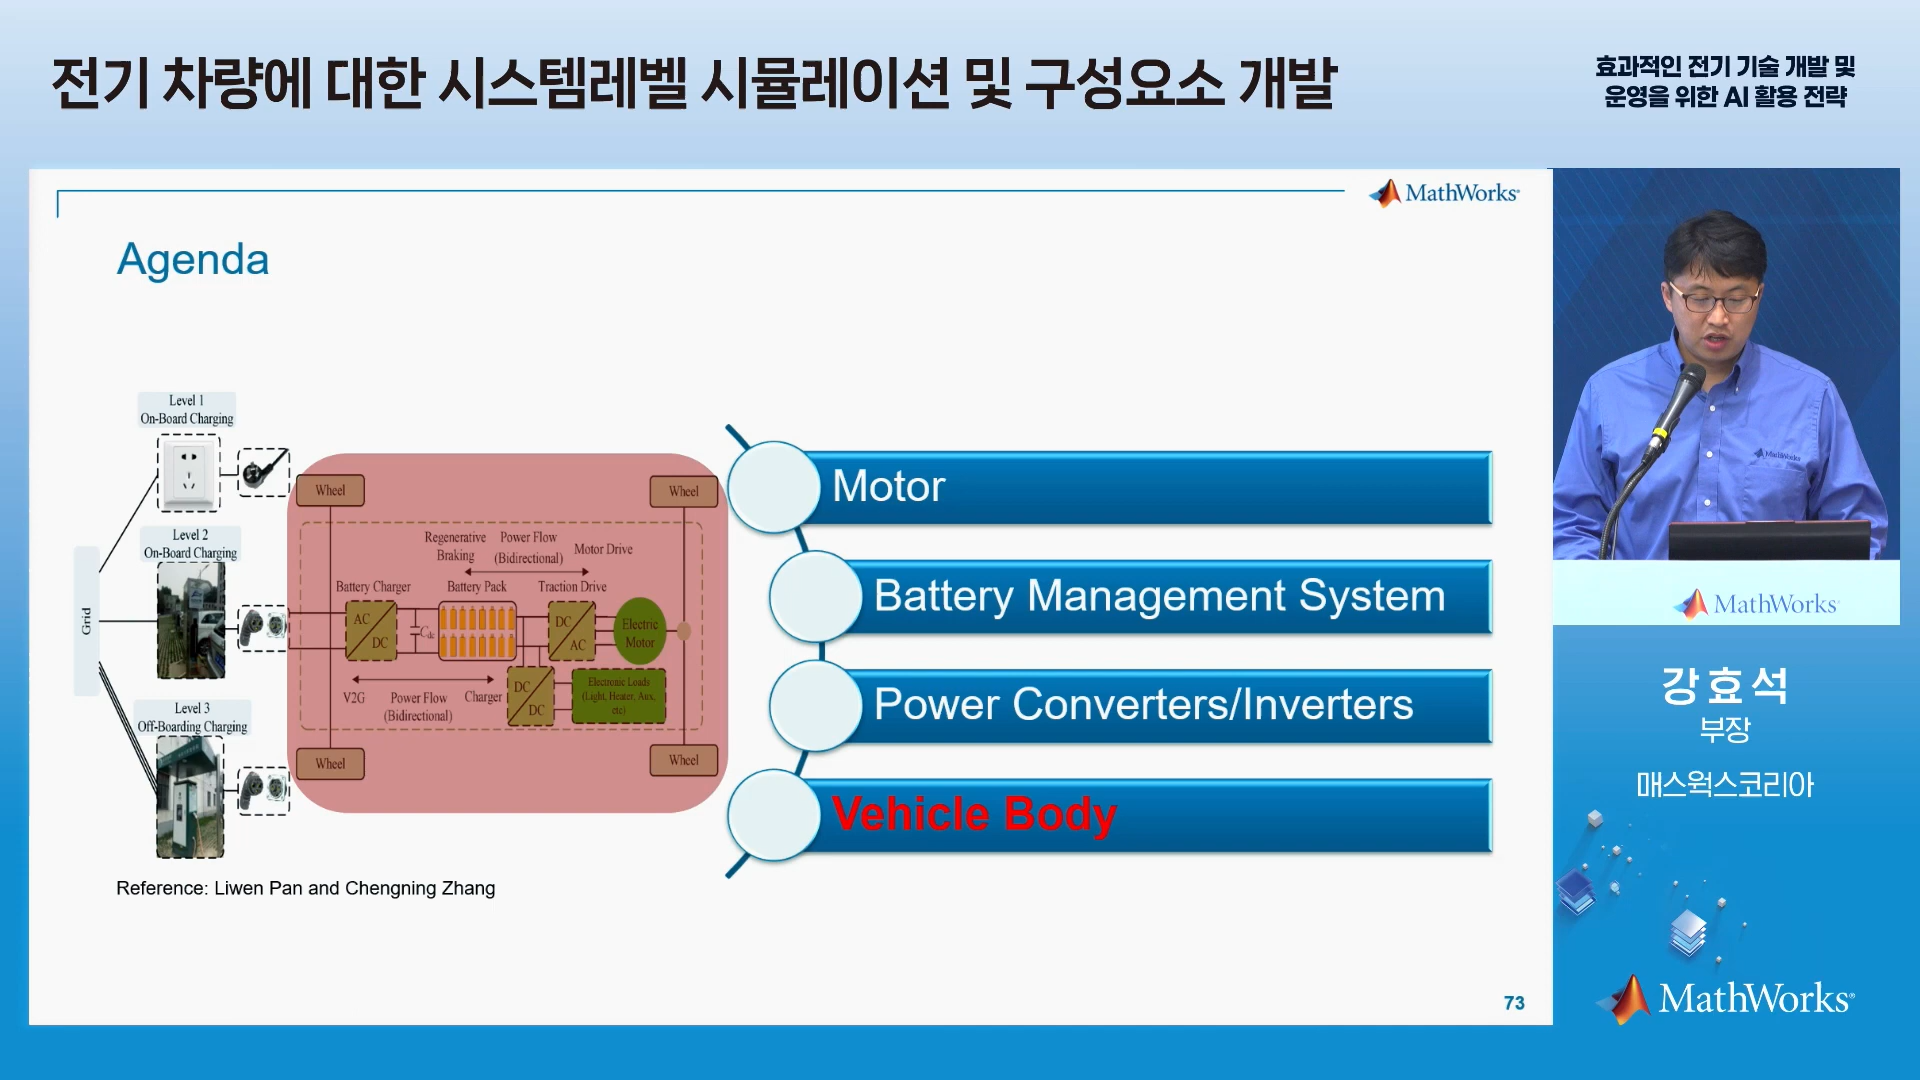 전기 차량에 대한 시스템레벨 시뮬레이션 및 구성요소 개발
효과적인 전기 기술 개발 및
운영을 위한 AI 활용 전략
MathWorks®
Agenda
Level 1
On-Board Charging
Level 2
On-Board Charging
Level 3
Off-Boarding Charging
Grid
Wheel
Wheel
Regenerative
Braking
Power Flow
(Bidirectional)
Motor Drive
Battery Charger
Battery Pack
Traction Drive
AC
DC
Cdc
DC
AC
Electric
Motor
V2G
Power Flow
(Bidirectional)
Charger
DC
DC
Electronic Loads
(Light, Heater, Aux,
etc)
Wheel
Wheel
Motor
Battery Management System
Power Converters/Inverters
Vehicle Body
Reference: Liwen Pan and Chengning Zhang
73
MathWorks
MathWorks®
강효석
부장
매스웍스코리아
MathWorks®